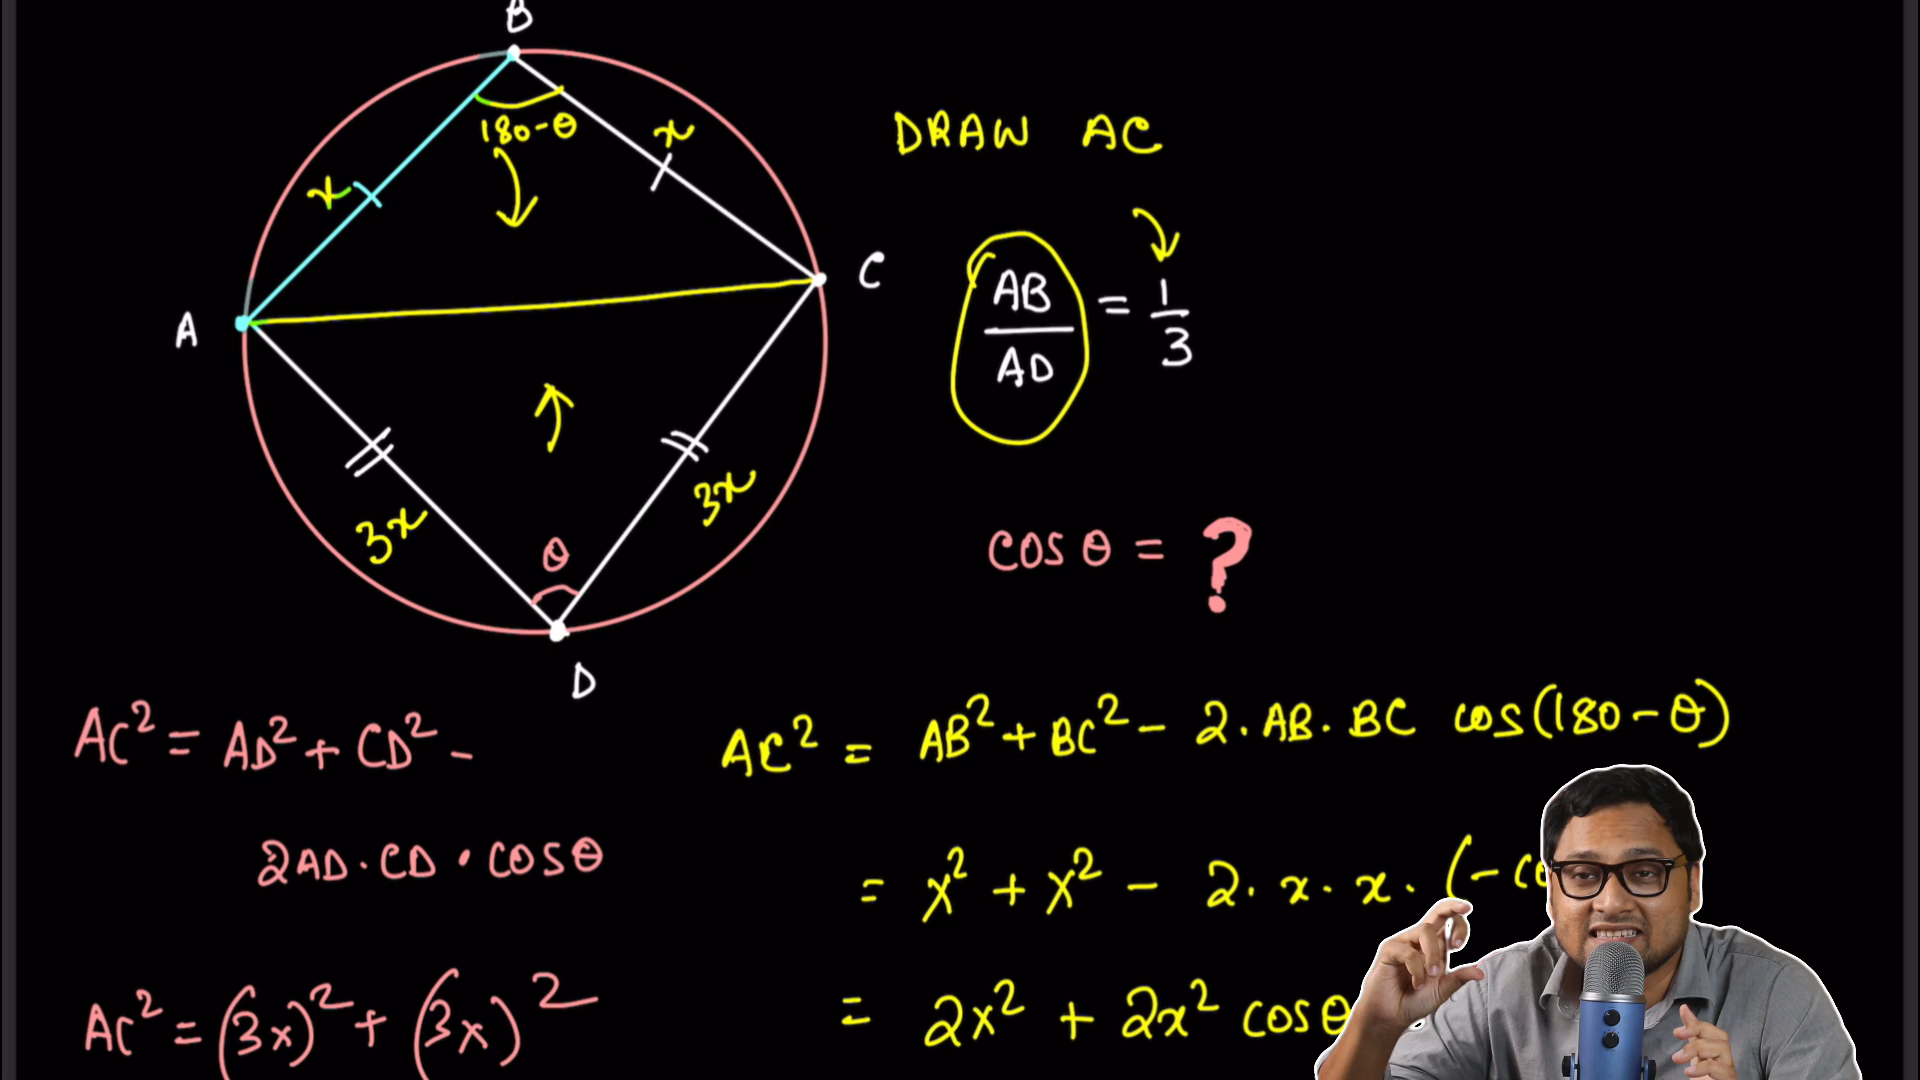 B
180-θ
x
x
DRAW AC
A
C
AB/AD = 1/3
3x
3x
θ
cos θ = ?
D
AC² = AD² + CD² -
2AD · CD · cosθ
AC² = (3x)² + (3x)²
AC² = AB² + BC² - 2 · AB · BC cos(180-θ)
= x² + x² - 2 · x · x · (-co
= 2x² + 2x² cosθ